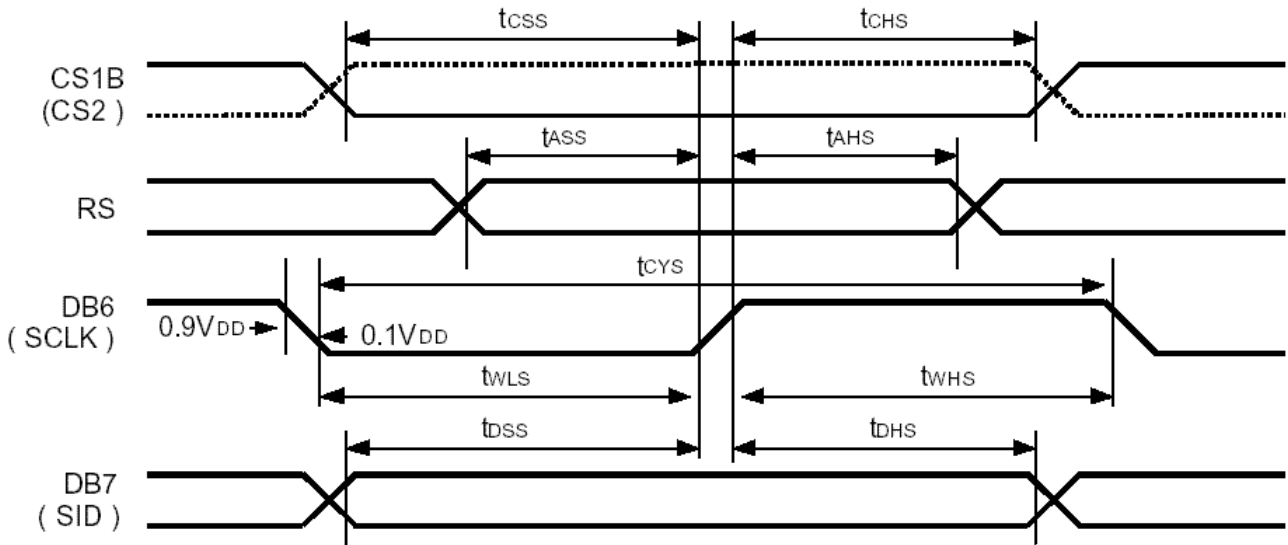 tCSS
tCHS
CS1B
(CS2 )
tASS
tAHS
RS
tCYS
DB6
( SCLK )
0.9VDD
0.1VDD
tWLS
tWHS
tDSS
tDHS
DB7
( SID )